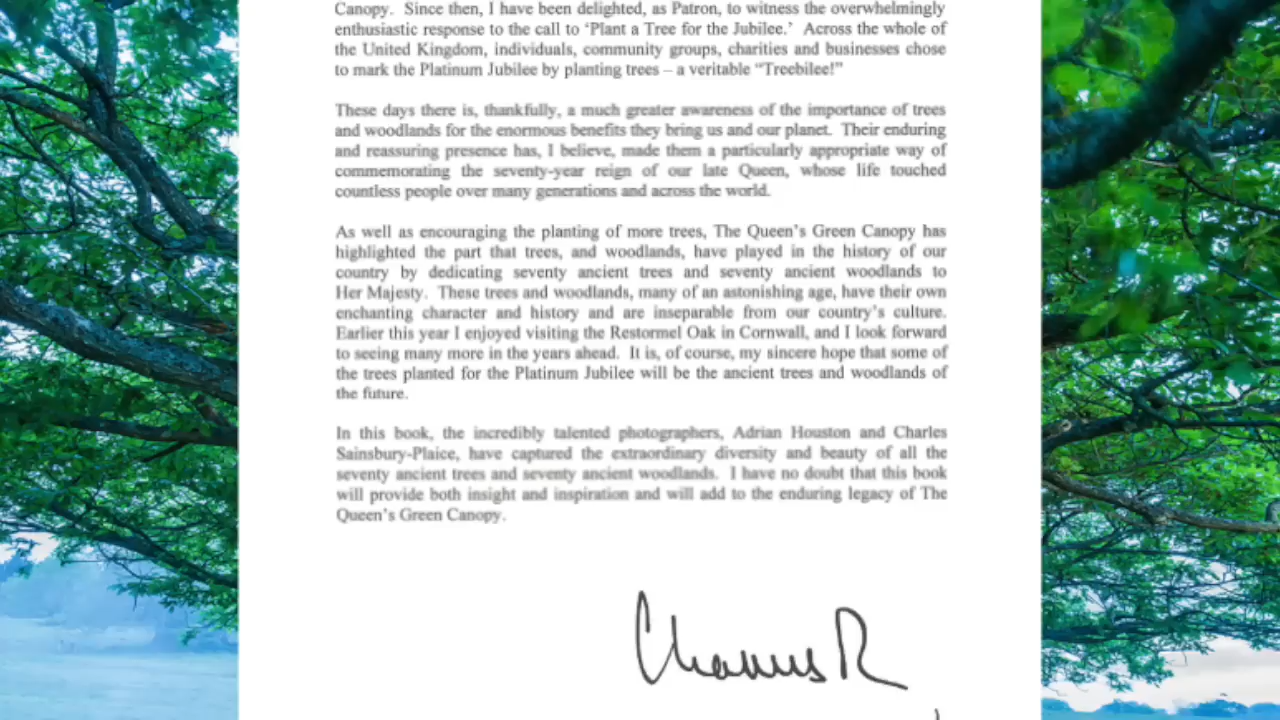 Canopy. Since then, I have been delighted, as Patron, to witness the overwhelmingly
enthusiastic response to the call to ‘Plant a Tree for the Jubilee.’ Across the whole of
the United Kingdom, individuals, community groups, charities and businesses chose
to mark the Platinum Jubilee by planting trees – a veritable “Treebilee!”
These days there is, thankfully, a much greater awareness of the importance of trees
and woodlands for the enormous benefits they bring us and our planet. Their enduring
and reassuring presence has, I believe, made them a particularly appropriate way of
commemorating the seventy-year reign of our late Queen, whose life touched
countless people over many generations and across the world.
As well as encouraging the planting of more trees, The Queen’s Green Canopy has
highlighted the part that trees, and woodlands, have played in the history of our
country by dedicating seventy ancient trees and seventy ancient woodlands to
Her Majesty. These trees and woodlands, many of an astonishing age, have their own
enchanting character and history and are inseparable from our country’s culture.
Earlier this year I enjoyed visiting the Restormel Oak in Cornwall, and I look forward
to seeing many more in the years ahead. It is, of course, my sincere hope that some of
the trees planted for the Platinum Jubilee will be the ancient trees and woodlands of
the future.
In this book, the incredibly talented photographers, Adrian Houston and Charles
Sainsbury-Plaice, have captured the extraordinary diversity and beauty of all the
seventy ancient trees and seventy ancient woodlands. I have no doubt that this book
will provide both insight and inspiration and will add to the enduring legacy of The
Queen’s Green Canopy.
Charles R